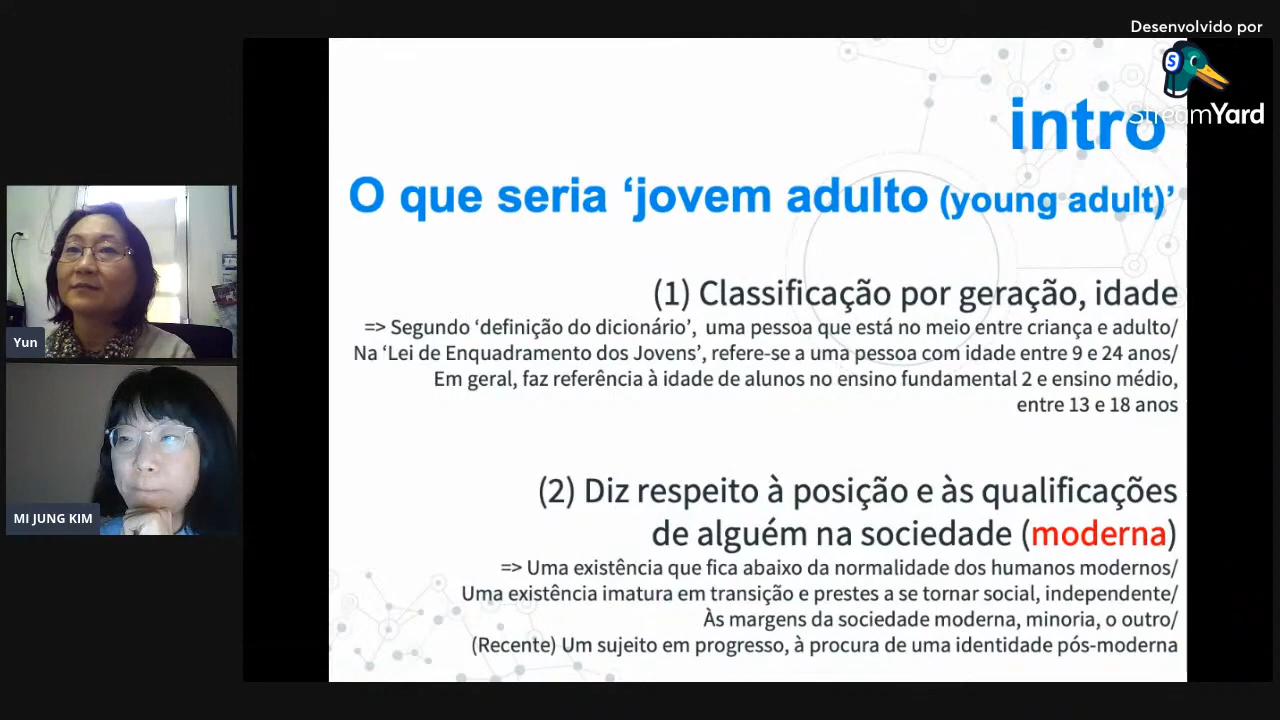 Desenvolvido por
StreamYard
intro
O que seria ‘jovem adulto (young adult)’
(1) Classificação por geração, idade
=> Segundo ‘definição do dicionário’, uma pessoa que está no meio entre criança e adulto/
Na ‘Lei de Enquadramento dos Jovens’, refere-se a uma pessoa com idade entre 9 e 24 anos/
Em geral, faz referência à idade de alunos no ensino fundamental 2 e ensino médio,
entre 13 e 18 anos
(2) Diz respeito à posição e às qualificações
de alguém na sociedade (moderna)
=> Uma existência que fica abaixo da normalidade dos humanos modernos/
Uma existência imatura em transição e prestes a se tornar social, independente/
Às margens da sociedade moderna, minoria, o outro/
(Recente) Um sujeito em progresso, à procura de uma identidade pós-moderna
Yun
MI JUNG KIM